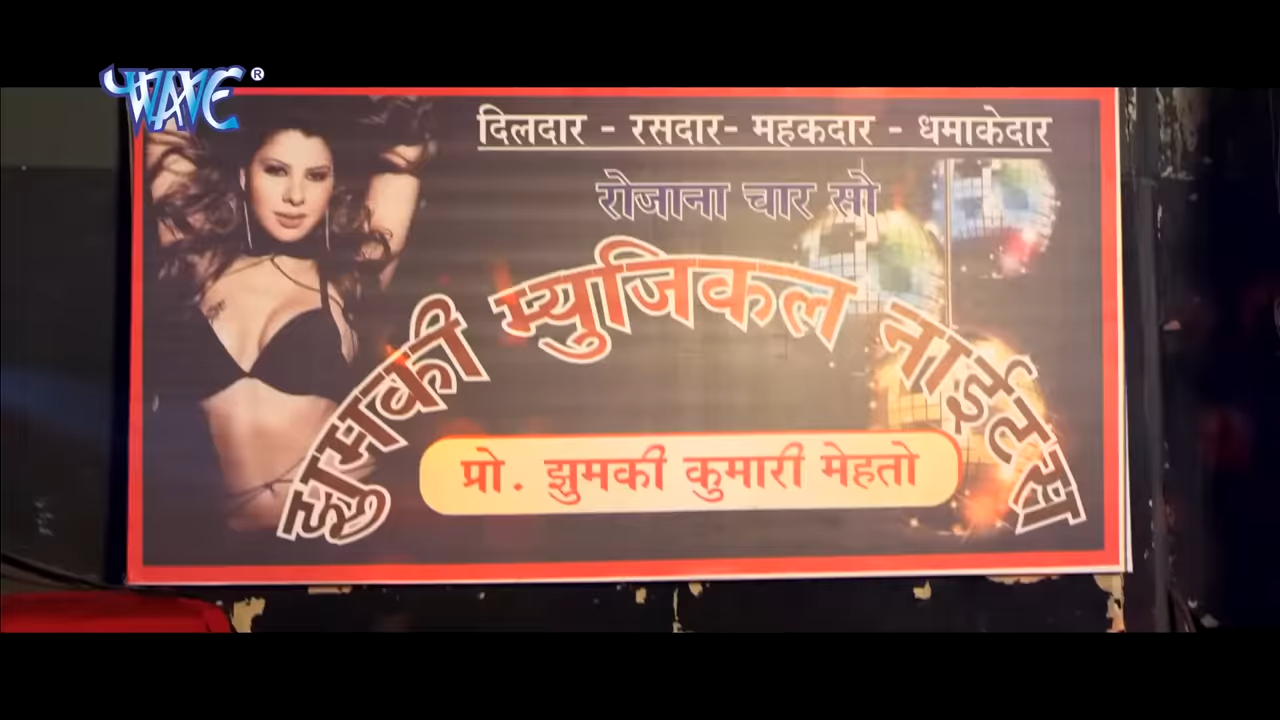 WAVE®
दिलदार - रसदार- महकदार - धमाकेदार
रोजाना चार सो
झुमकी म्युजिकल नाईटस
प्रो. झुमकी कुमारी मेहतो